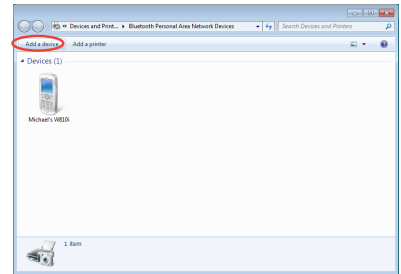 « Devices and Print... ▸ Bluetooth Personal Area Network Devices Search Devices and Printers
Add a device Add a printer
Devices (1)
Michael's W810i
1 item